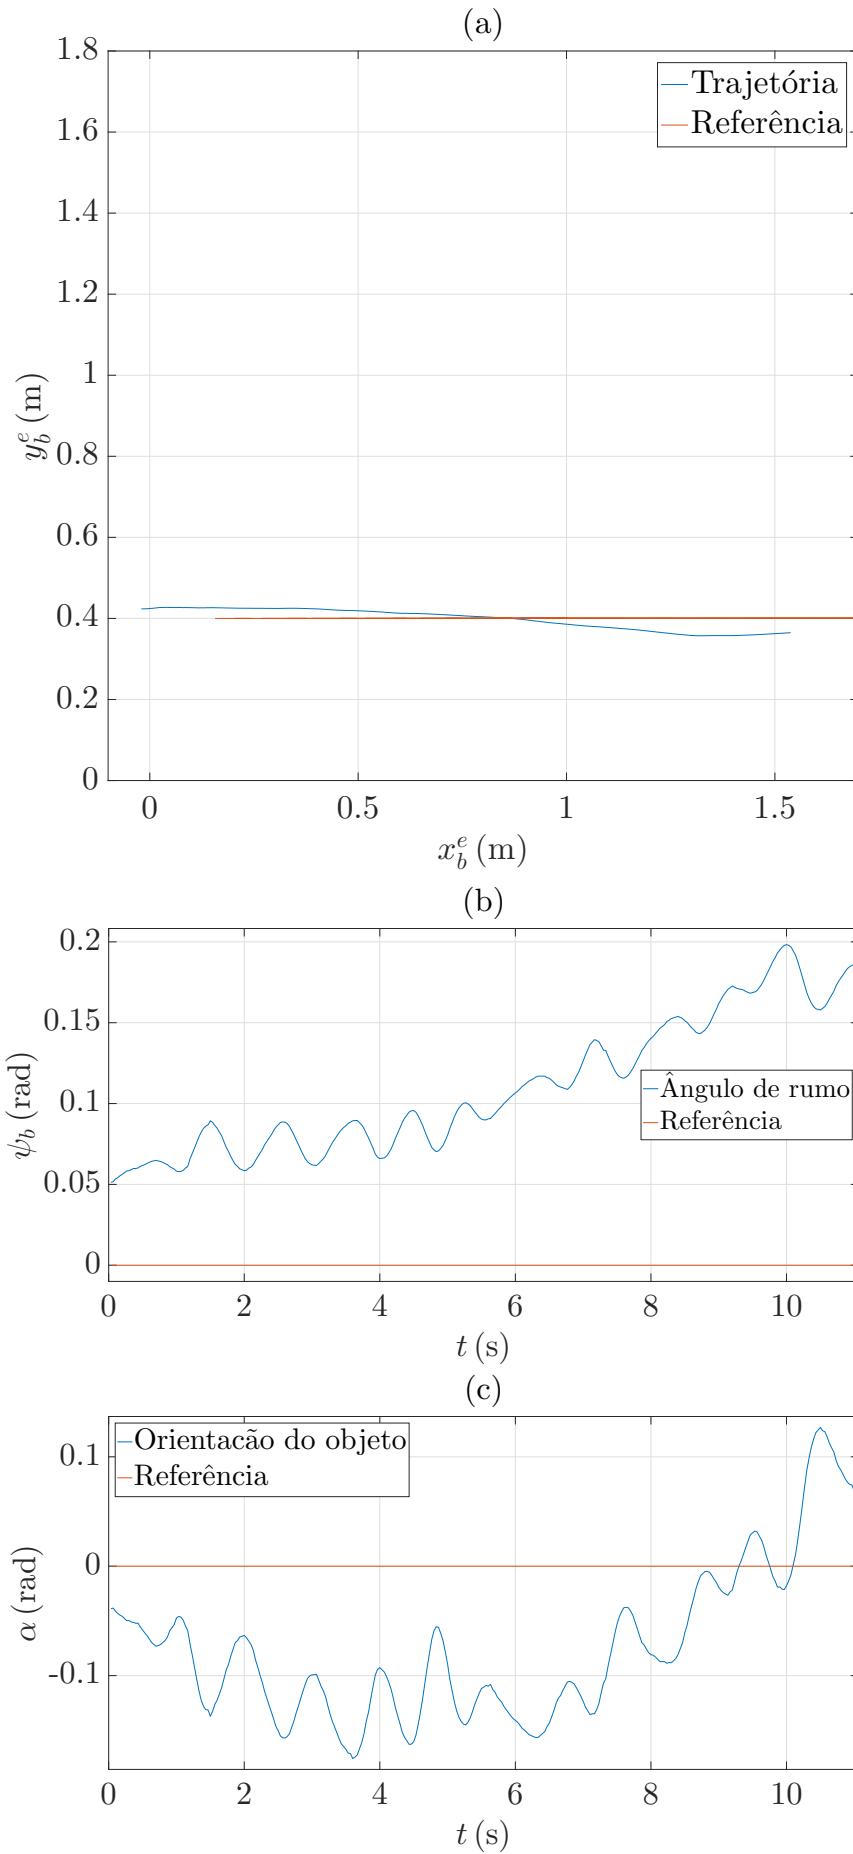 (a)
1.8
1.6
1.4
1.2
1
0.8
0.6
0.4
0.2
0
y_b^e (m)
Trajetória
Referência
0 0.5 1 1.5
x_b^e (m)
(b)
0.2
0.15
0.1
0.05
0
ψ_b (rad)
Ângulo de rumo
Referência
0 2 4 6 8 10
t (s)
(c)
0.1
0
-0.1
α (rad)
Orientacão do objeto
Referência
0 2 4 6 8 10
t (s)